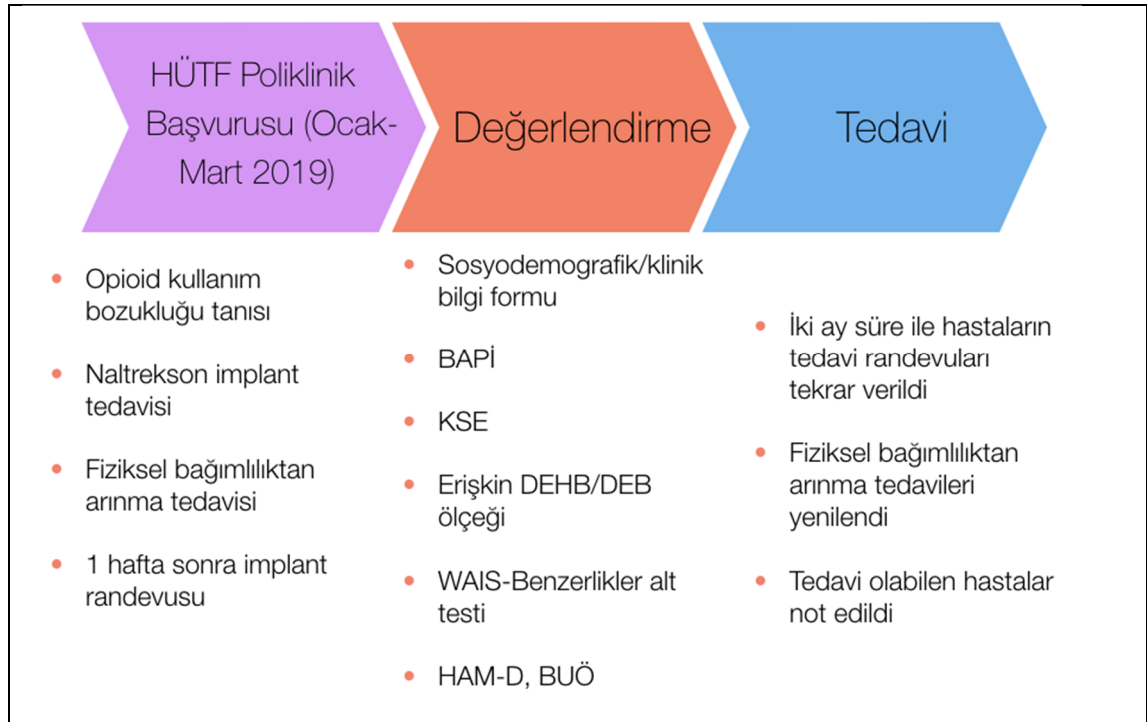 HÜTF Poliklinik
Başvurusu (Ocak-
Mart 2019)
Değerlendirme
Tedavi
• Opioid kullanım
bozukluğu tanısı
• Naltrekson implant
tedavisi
• Fiziksel bağımlılıktan
arınma tedavisi
• 1 hafta sonra implant
randevusu
• Sosyodemografik/klinik
bilgi formu
• BAPİ
• KSE
• Erişkin DEHB/DEB
ölçeği
• WAIS-Benzerlikler alt
testi
• HAM-D, BUÖ
• İki ay süre ile hastaların
tedavi randevuları
tekrar verildi
• Fiziksel bağımlılıktan
arınma tedavileri
yenilendi
• Tedavi olabilen hastalar
not edildi